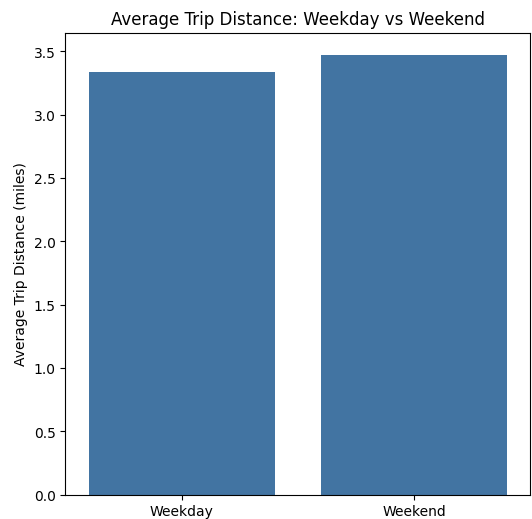 Average Trip Distance: Weekday vs Weekend
Average Trip Distance (miles)
3.5
3.0
2.5
2.0
1.5
1.0
0.5
0.0
Weekday
Weekend